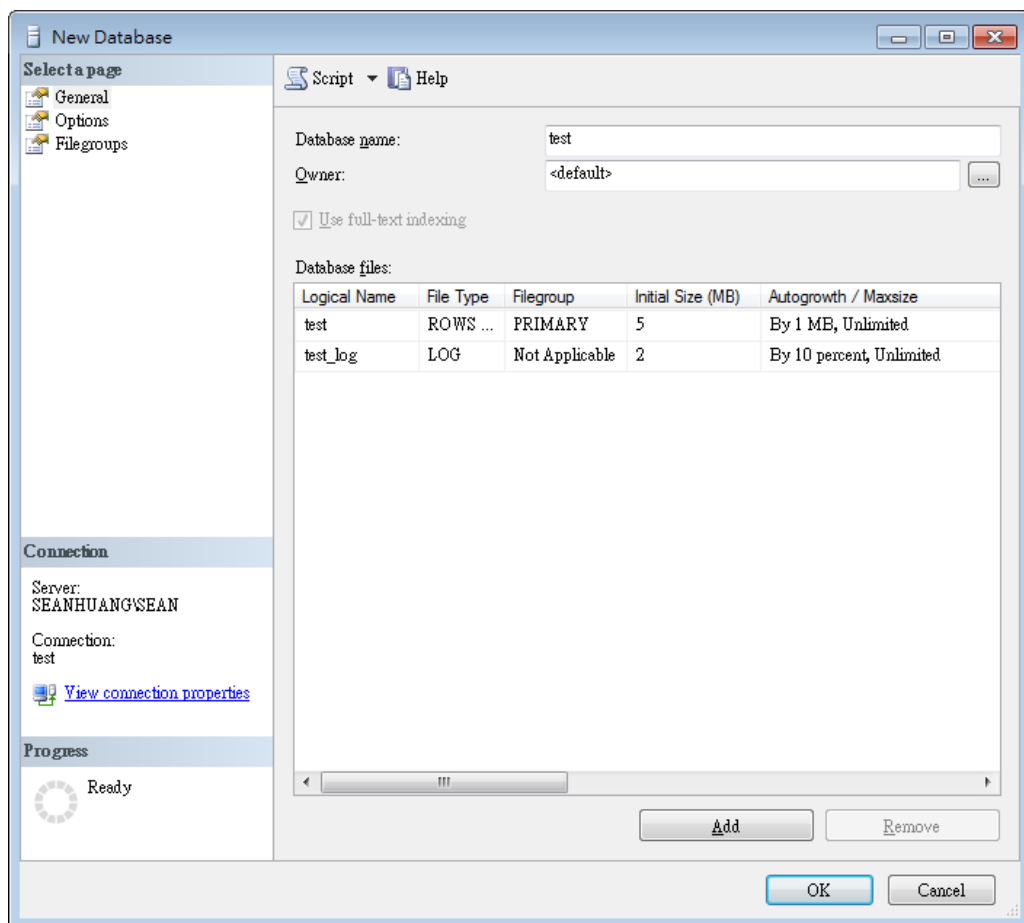 New Database
Select a page
General
Options
Filegroups
Script
Help
Database name:
test
Owner:
<default>
...
Use full-text indexing
Database files:
Logical Name File Type Filegroup Initial Size (MB) Autogrowth / Maxsize
test ROWS ... PRIMARY 5 By 1 MB, Unlimited
test_log LOG Not Applicable 2 By 10 percent, Unlimited
Connection
Server:
SEANHUANG\SEAN
Connection:
test
View connection properties
Progress
Ready
Add
Remove
OK
Cancel